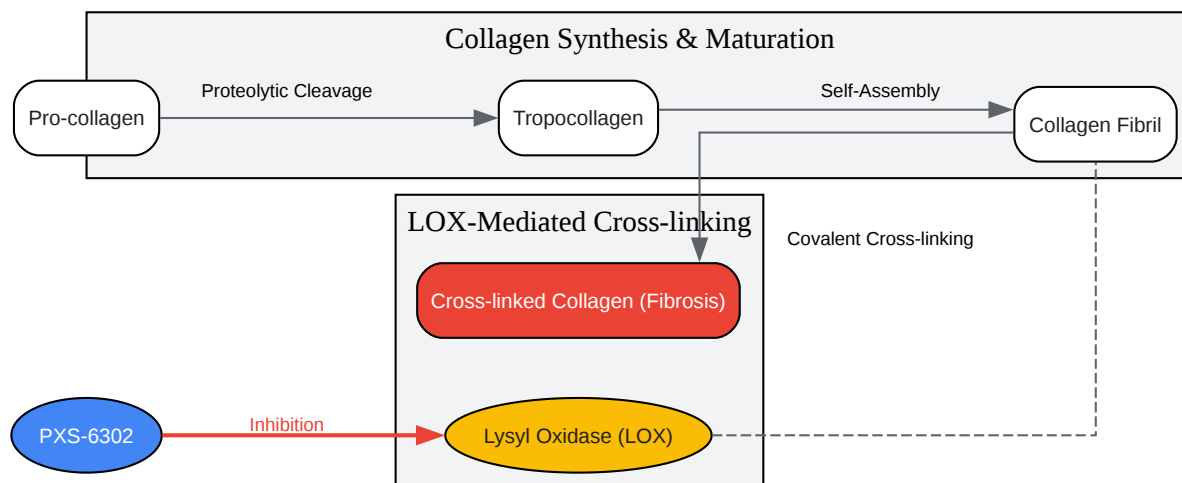 Collagen Synthesis & Maturation
Proteolytic Cleavage
Self-Assembly
Pro-collagen
Tropocollagen
Collagen Fibril
LOX-Mediated Cross-linking
Covalent Cross-linking
Cross-linked Collagen (Fibrosis)
Inhibition
PXS-6302
Lysyl Oxidase (LOX)